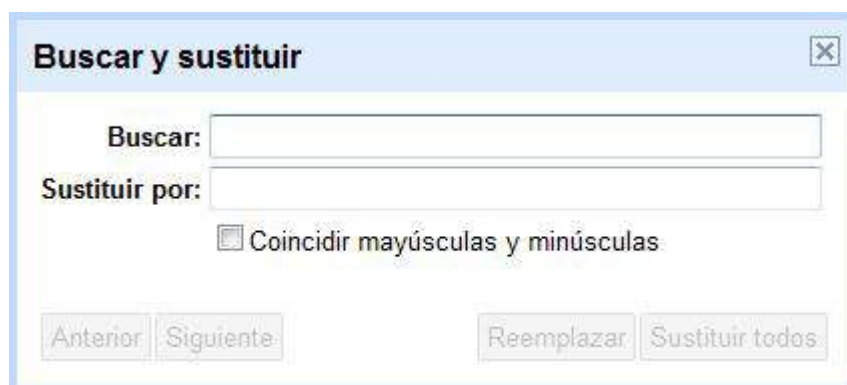 Buscar y sustituir
Buscar:
Sustituir por:
Coincidir mayúsculas y minúsculas
Anterior Siguiente Reemplazar Sustituir todos